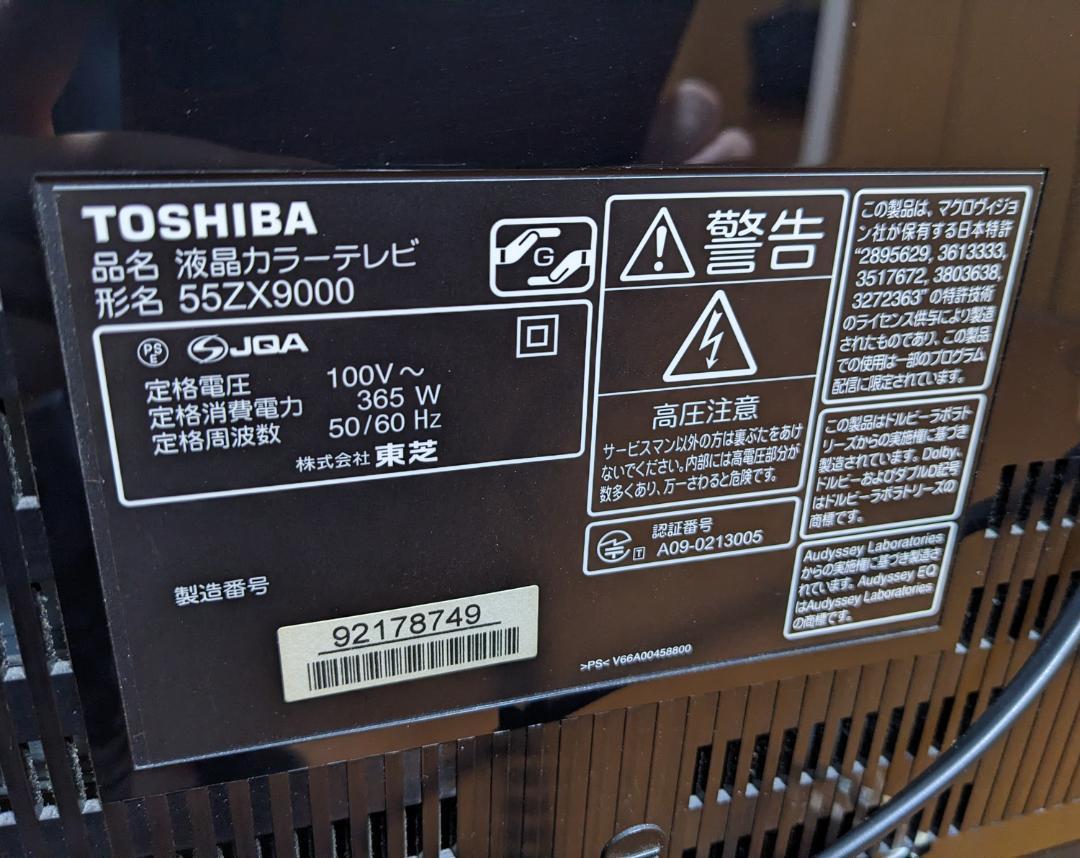 TOSHIBA
品名 液晶カラーテレビ
形名 55ZX9000
G
PS
E
JQA
定格電圧 100V～
定格消費電力 365 W
定格周波数 50/60 Hz
株式会社 東芝
製造番号
92178749
警告
高圧注意
サービスマン以外の方は裏ぶたをあけ
ないでください。内部には高電圧部分が
数多くあり、万一さわると危険です。
T
認証番号
A09-0213005
>PS< V66A00458800
この製品は、マクロヴィジョ
ン社が保有する日本特許
"2895629, 3613333,
3517672, 3803638,
3272363" の特許技術
のライセンス供与により製造
されたものであり、この製品
での使用は一部のプログラム
配信に限定されています。
この製品はドルビーラボラト
リーズからの実施権に基づき
製造されています。Dolby、
ドルビーおよびダブルD記号
はドルビーラボラトリーズの
商標です。
Audyssey Laboratories
からの実施権に基づき製造さ
れています。Audyssey EQ
はAudyssey Laboratories
の商標です。